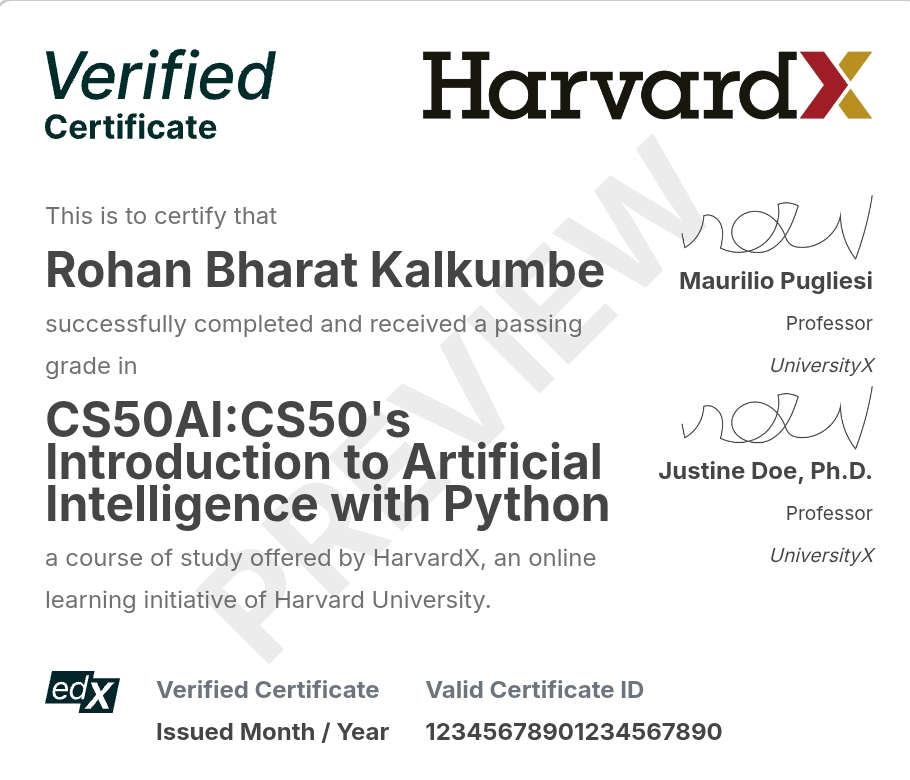 Verified
Certificate
HarvardX
This is to certify that
Rohan Bharat Kalkumbe
successfully completed and received a passing
grade in
CS50AI:CS50's
Introduction to Artificial
Intelligence with Python
a course of study offered by HarvardX, an online
learning initiative of Harvard University.
Maurilio Pugliesi
Professor
UniversityX
Justine Doe, Ph.D.
Professor
UniversityX
PREVIEW
edX
Verified Certificate
Issued Month / Year
Valid Certificate ID
12345678901234567890